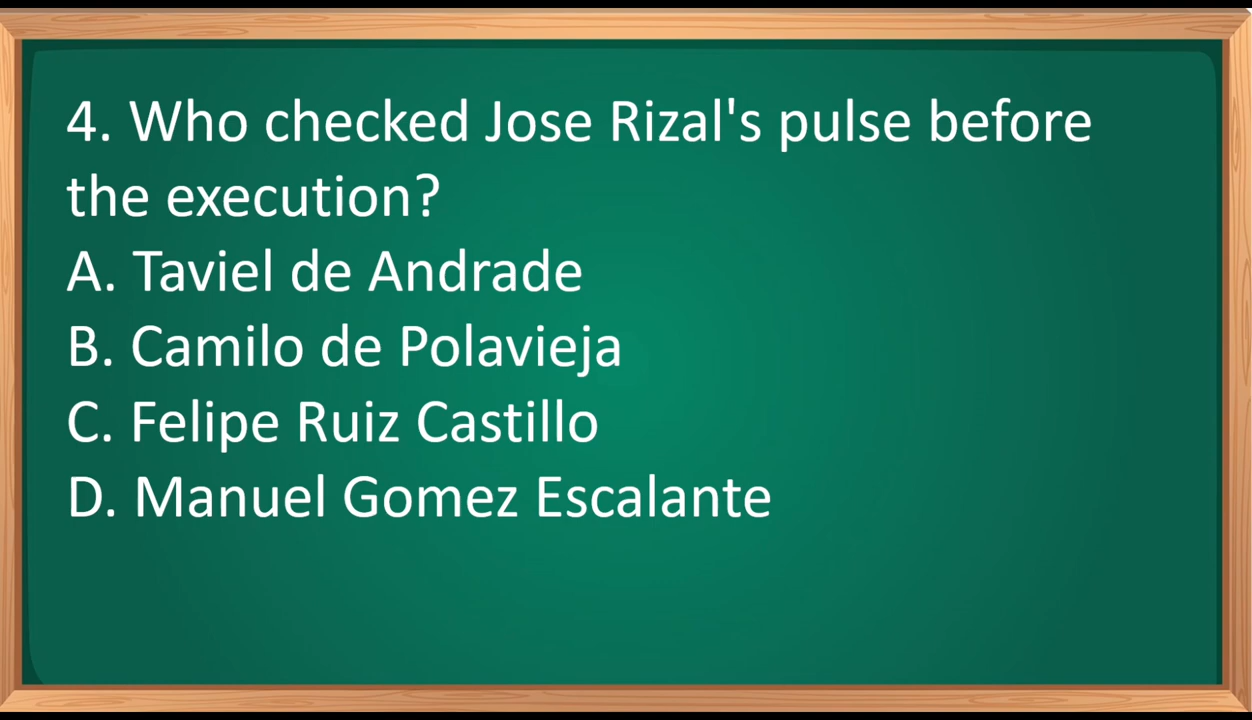 4. Who checked Jose Rizal's pulse before
the execution?
A. Taviel de Andrade
B. Camilo de Polavieja
C. Felipe Ruiz Castillo
D. Manuel Gomez Escalante